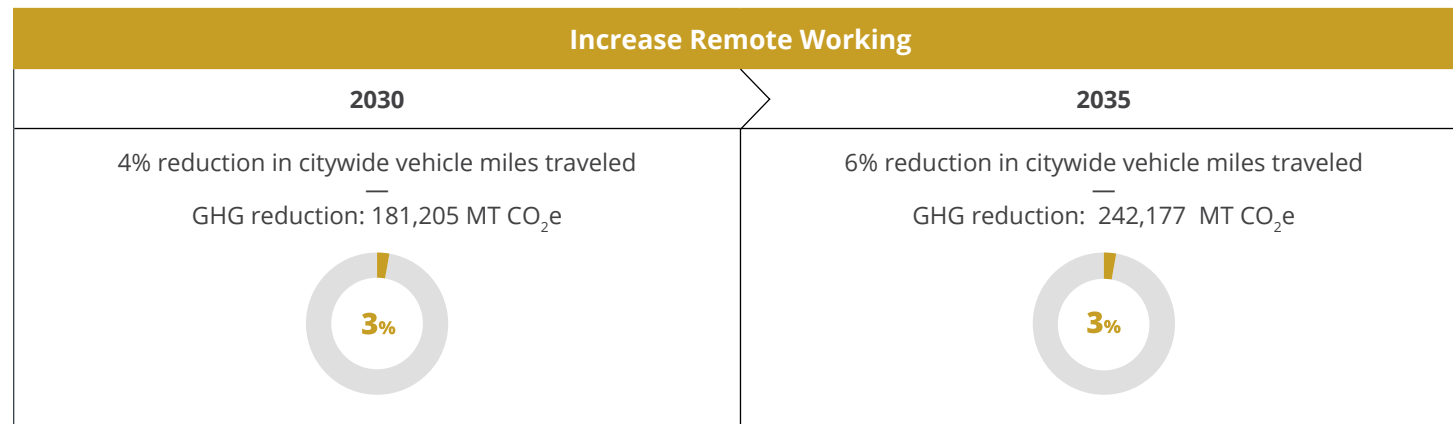 Increase Remote Working
2030
2035
4% reduction in citywide vehicle miles traveled
—
GHG reduction: 181,205 MT CO₂e
3%
6% reduction in citywide vehicle miles traveled
—
GHG reduction: 242,177 MT CO₂e
3%